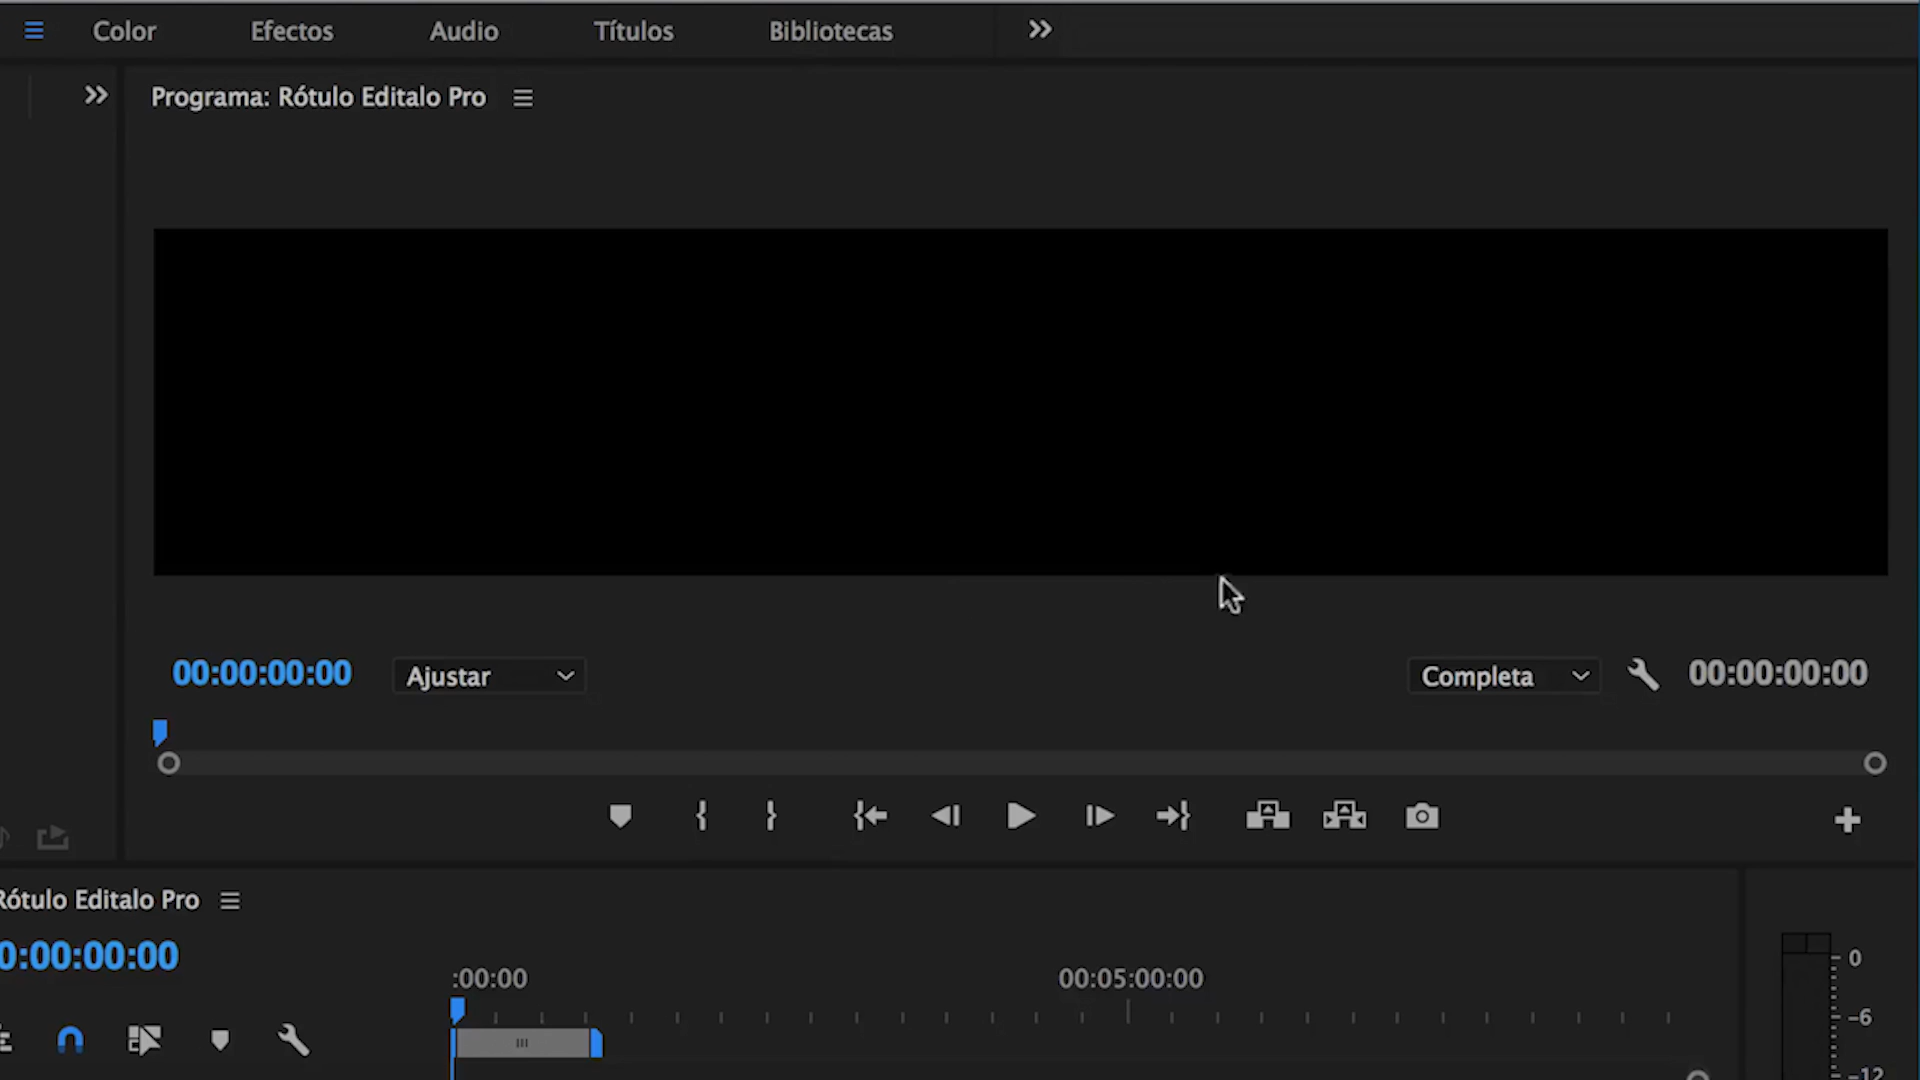 Color Efectos Audio Títulos Bibliotecas
Programa: Rótulo Editalo Pro
00:00:00:00 Ajustar Completa 00:00:00:00
Rótulo Editalo Pro
0:00:00:00
:00:00 00:05:00:00
0
-6
-12